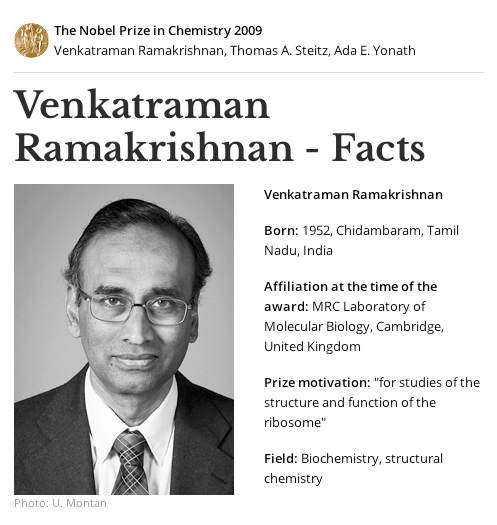 The Nobel Prize in Chemistry 2009
Venkatraman Ramakrishnan, Thomas A. Steitz, Ada E. Yonath
Venkatraman
Ramakrishnan - Facts
Venkatraman Ramakrishnan
Born: 1952, Chidambaram, Tamil
Nadu, India
Affiliation at the time of the
award: MRC Laboratory of
Molecular Biology, Cambridge,
United Kingdom
Prize motivation: "for studies of the
structure and function of the
ribosome"
Field: Biochemistry, structural
chemistry
Photo: U. Montan